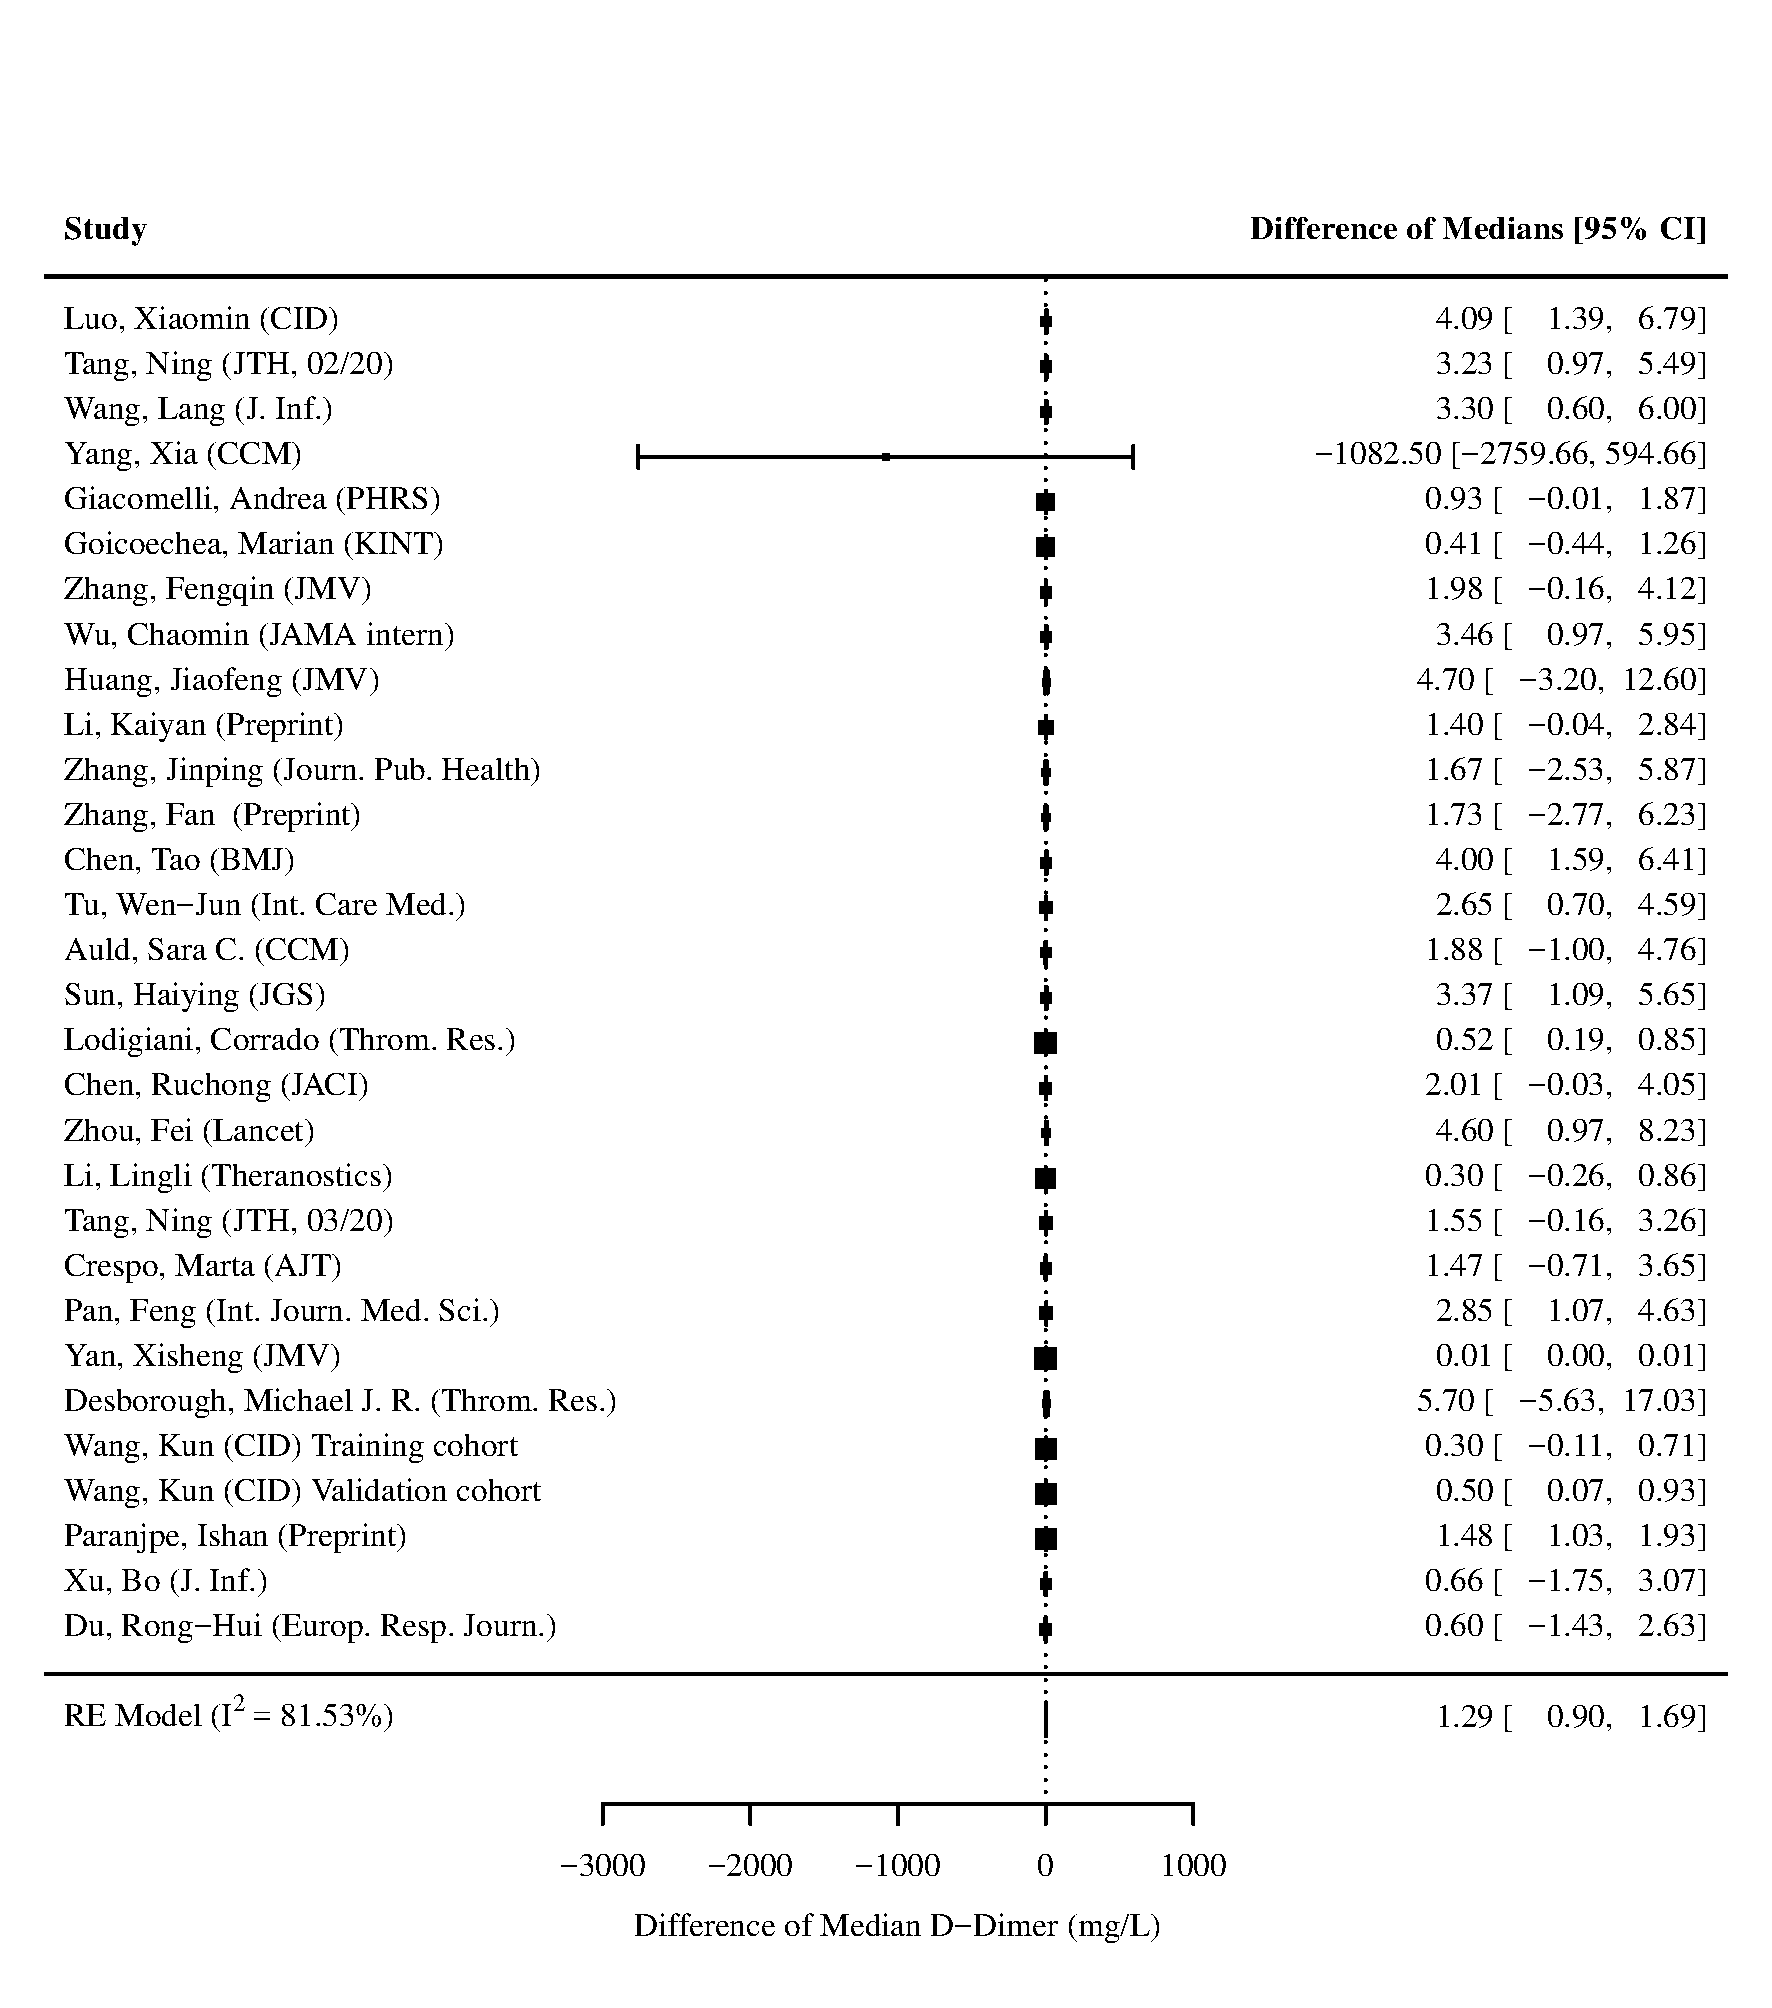 Study Difference of Medians [95% CI]
Luo, Xiaomin (CID) 4.09 [ 1.39, 6.79]
Tang, Ning (JTH, 02/20) 3.23 [ 0.97, 5.49]
Wang, Lang (J. Inf.) 3.30 [ 0.60, 6.00]
Yang, Xia (CCM) −1082.50 [−2759.66, 594.66]
Giacomelli, Andrea (PHRS) 0.93 [ −0.01, 1.87]
Goicoechea, Marian (KINT) 0.41 [ −0.44, 1.26]
Zhang, Fengqin (JMV) 1.98 [ −0.16, 4.12]
Wu, Chaomin (JAMA intern) 3.46 [ 0.97, 5.95]
Huang, Jiaofeng (JMV) 4.70 [ −3.20, 12.60]
Li, Kaiyan (Preprint) 1.40 [ −0.04, 2.84]
Zhang, Jinping (Journ. Pub. Health) 1.67 [ −2.53, 5.87]
Zhang, Fan (Preprint) 1.73 [ −2.77, 6.23]
Chen, Tao (BMJ) 4.00 [ 1.59, 6.41]
Tu, Wen−Jun (Int. Care Med.) 2.65 [ 0.70, 4.59]
Auld, Sara C. (CCM) 1.88 [ −1.00, 4.76]
Sun, Haiying (JGS) 3.37 [ 1.09, 5.65]
Lodigiani, Corrado (Throm. Res.) 0.52 [ 0.19, 0.85]
Chen, Ruchong (JACI) 2.01 [ −0.03, 4.05]
Zhou, Fei (Lancet) 4.60 [ 0.97, 8.23]
Li, Lingli (Theranostics) 0.30 [ −0.26, 0.86]
Tang, Ning (JTH, 03/20) 1.55 [ −0.16, 3.26]
Crespo, Marta (AJT) 1.47 [ −0.71, 3.65]
Pan, Feng (Int. Journ. Med. Sci.) 2.85 [ 1.07, 4.63]
Yan, Xisheng (JMV) 0.01 [ 0.00, 0.01]
Desborough, Michael J. R. (Throm. Res.) 5.70 [ −5.63, 17.03]
Wang, Kun (CID) Training cohort 0.30 [ −0.11, 0.71]
Wang, Kun (CID) Validation cohort 0.50 [ 0.07, 0.93]
Paranjpe, Ishan (Preprint) 1.48 [ 1.03, 1.93]
Xu, Bo (J. Inf.) 0.66 [ −1.75, 3.07]
Du, Rong−Hui (Europ. Resp. Journ.) 0.60 [ −1.43, 2.63]
RE Model (I² = 81.53%) 1.29 [ 0.90, 1.69]
−3000 −2000 −1000 0 1000
Difference of Median D−Dimer (mg/L)